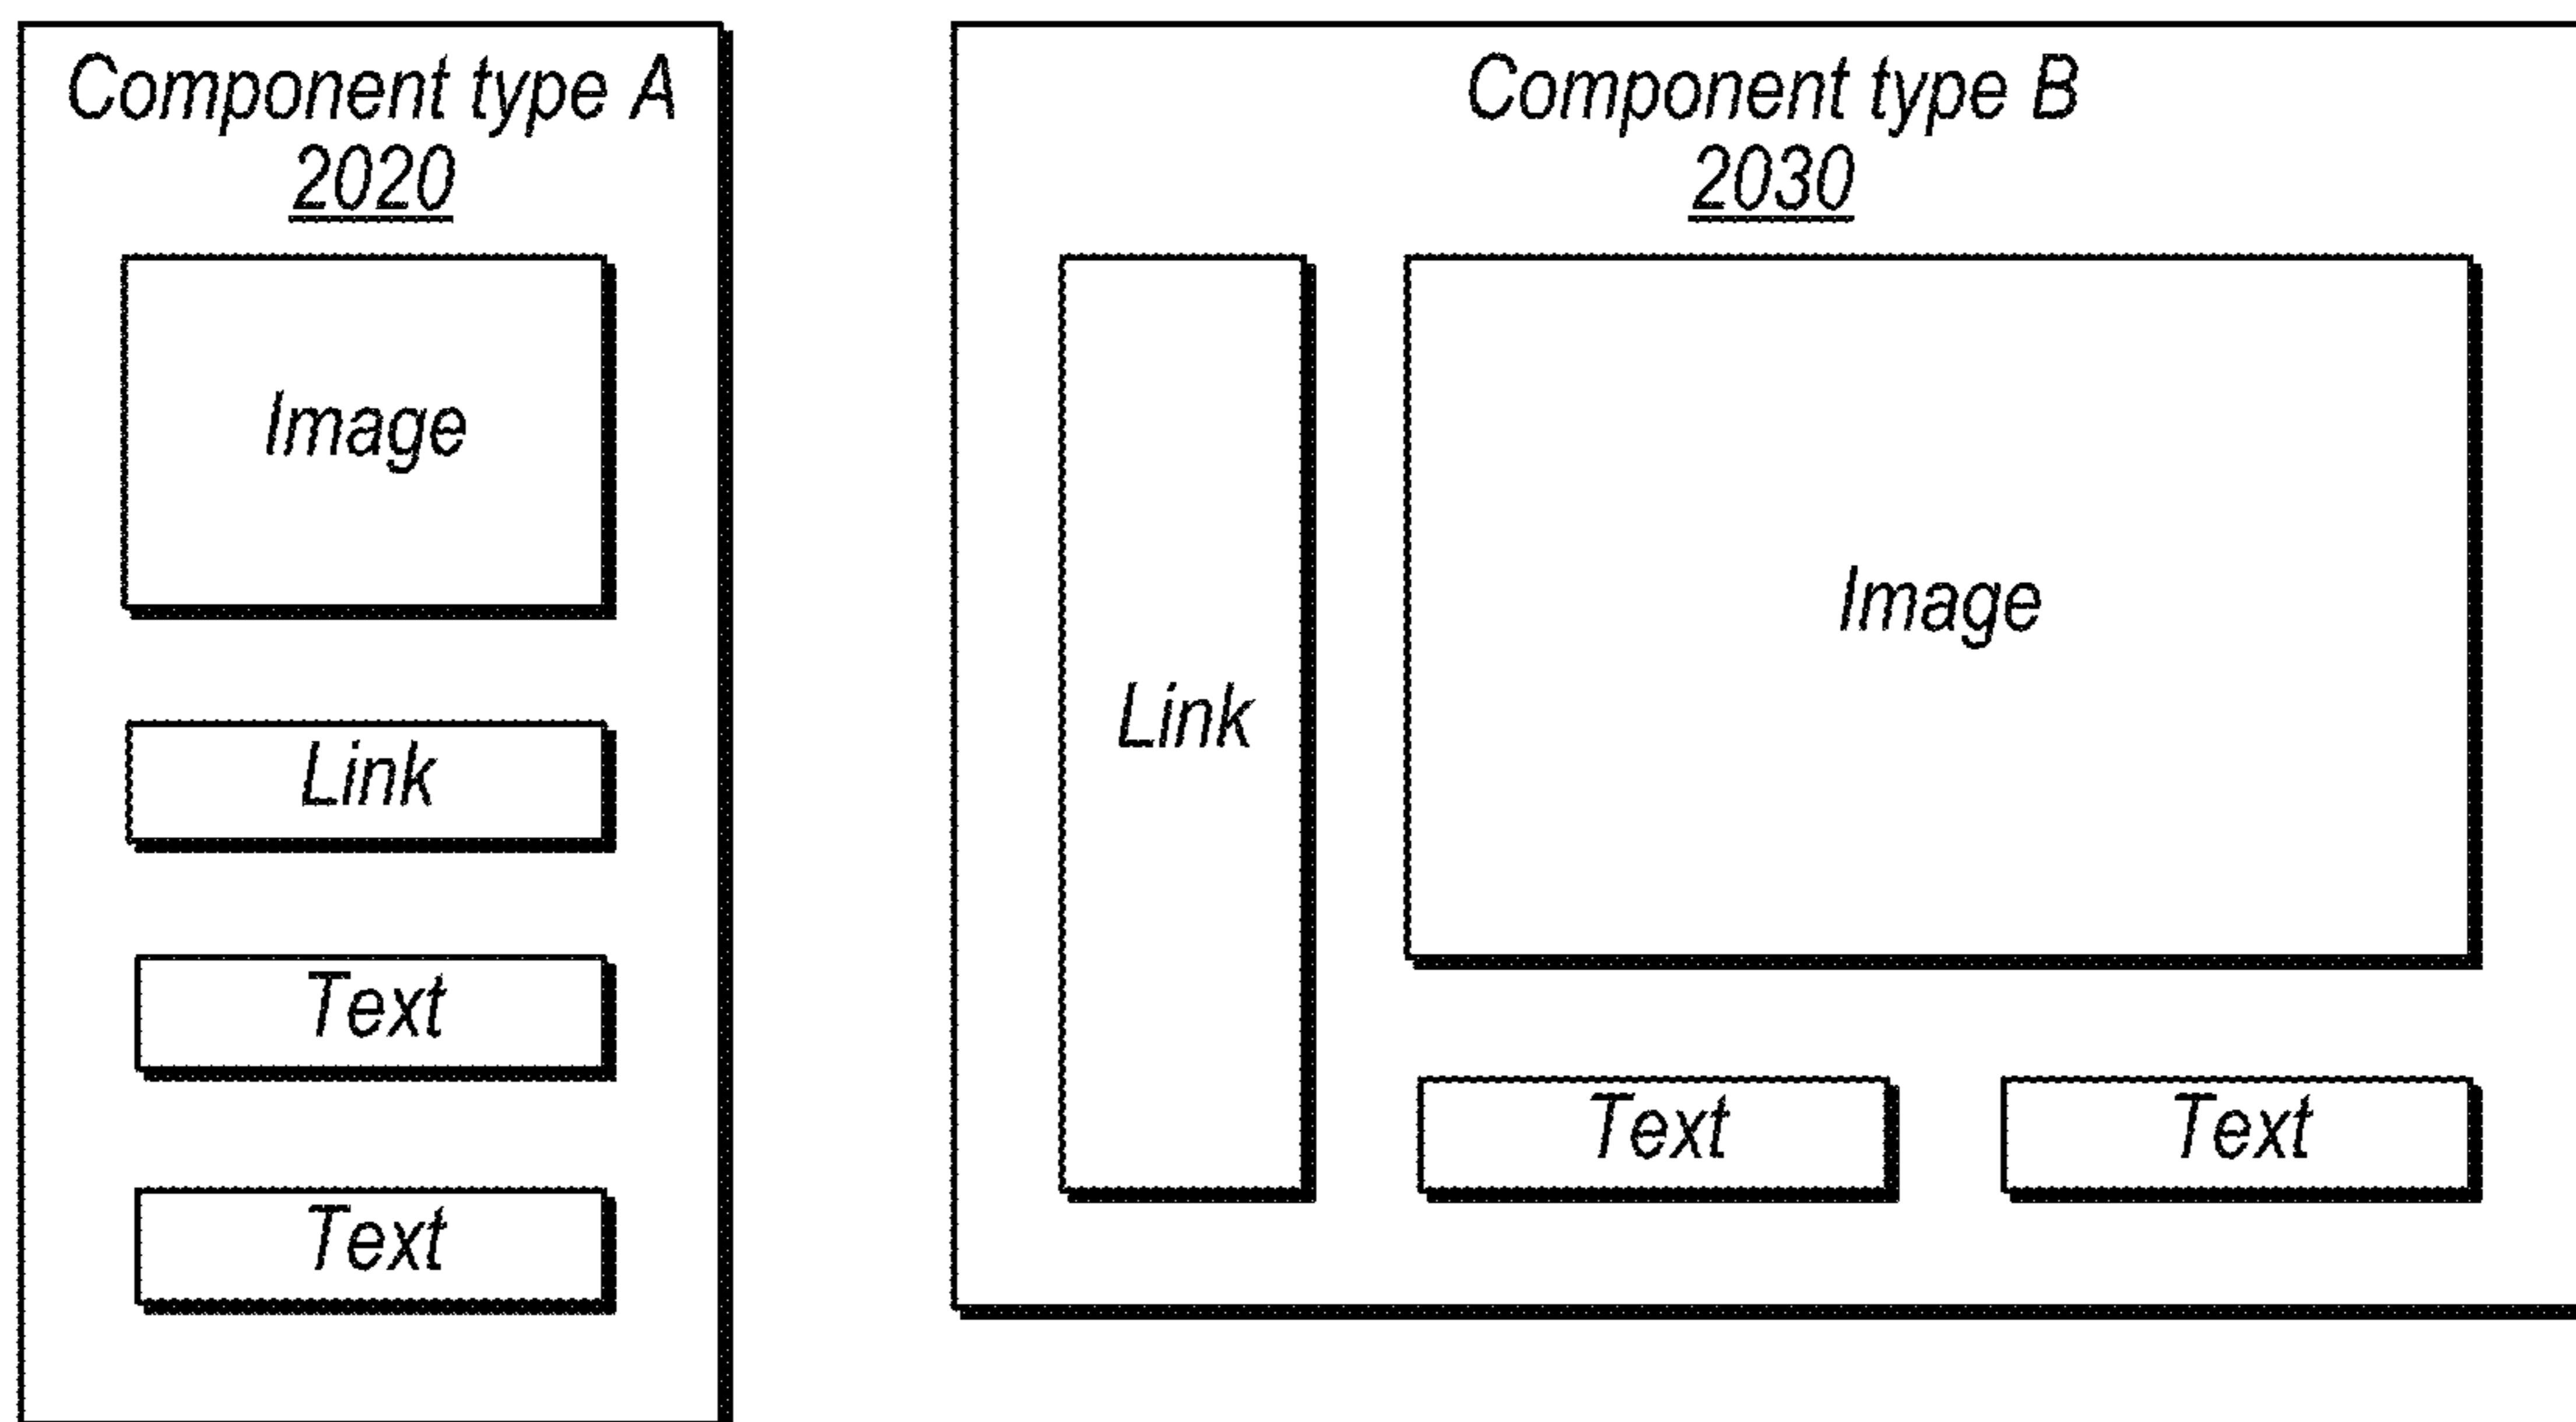 Component type A
2020
Image
Link
Text
Text
Component type B
2030
Link
Image
Text
Text